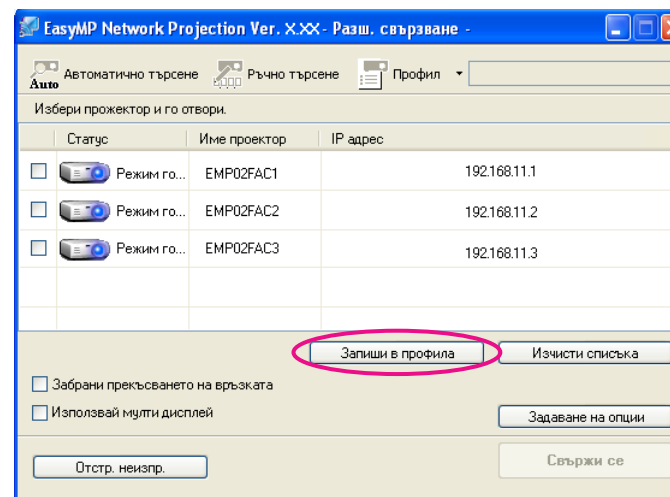 EasyMP Network Projection Ver. X.XX - Разш. свързване -
Auto Автоматично търсене Ръчно търсене Профил
Избери прожектор и го отвори.
Статус Име проектор IP адрес
Режим го... EMP02FAC1 192.168.11.1
Режим го... EMP02FAC2 192.168.11.2
Режим го... EMP02FAC3 192.168.11.3
Запиши в профила Изчисти списъка
Забрани прекъсването на връзката
Използвай мулти дисплей
Задаване на опции
Отстр. неизпр. Свържи се